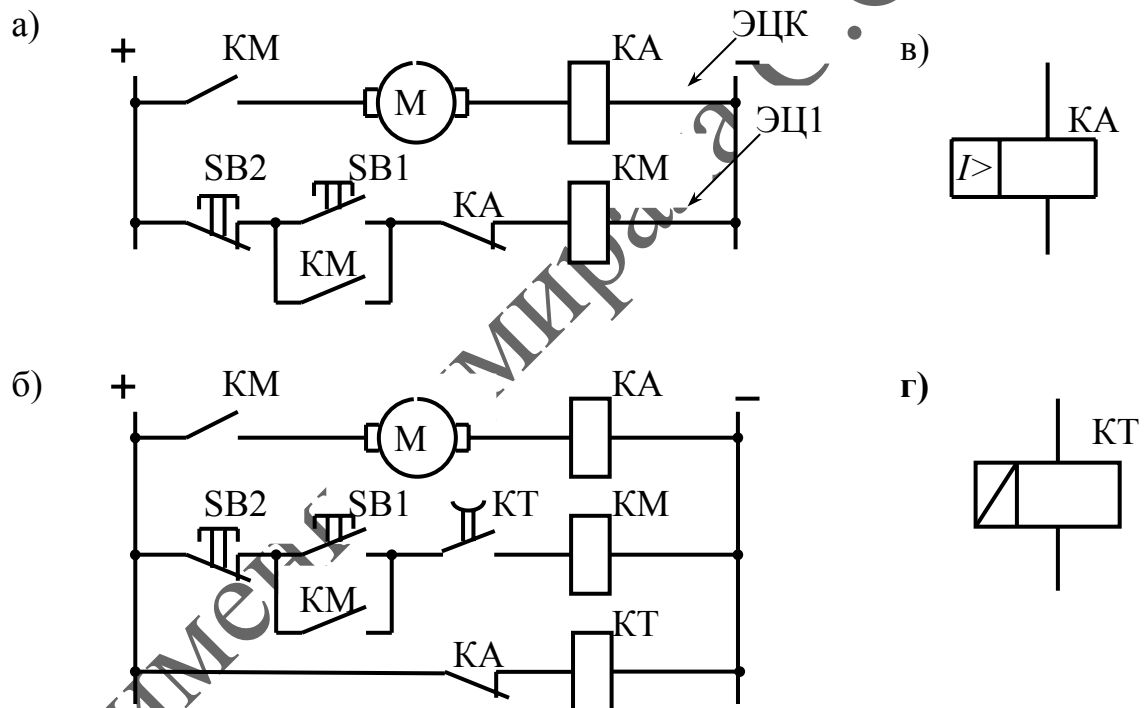 а)
ЭЦК
+ КМ КА –
в)
М
КА
ЭЦ1
I>
SB2 SB1 КА КМ
КМ
б)
+ КМ КА –
г)
М
КТ
SB2 SB1 КТ КМ
КМ
КА КТ